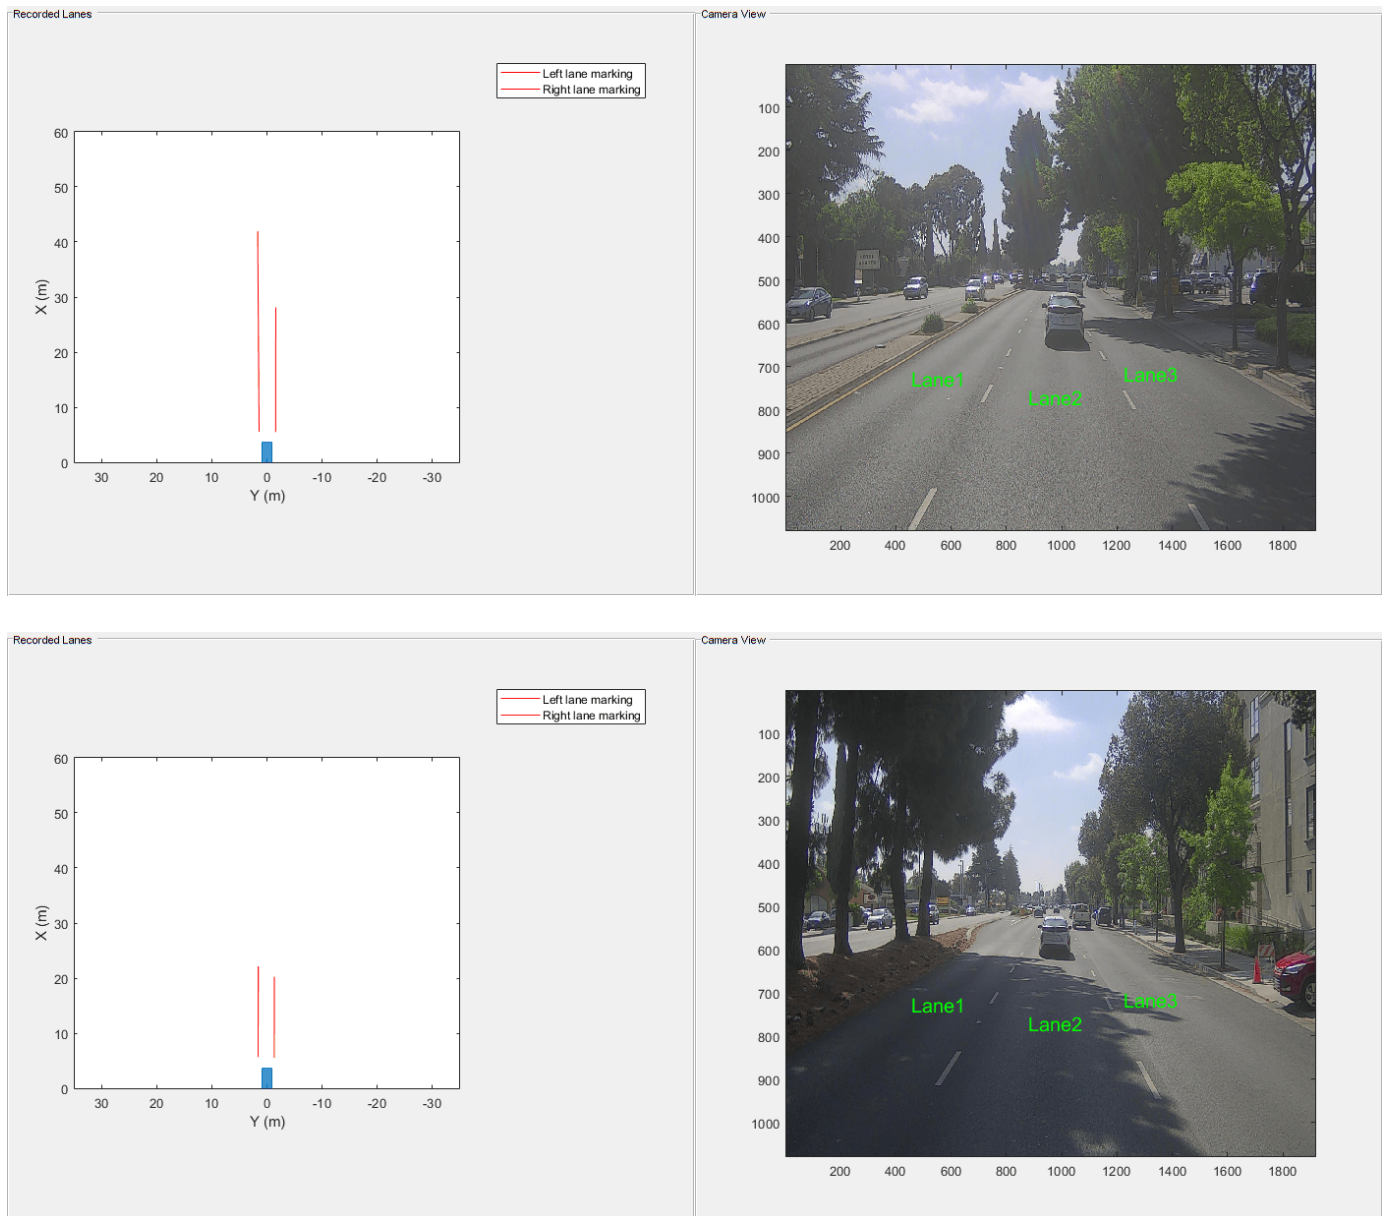 Recorded Lanes
Left lane marking
Right lane marking
60
50
40
30
20
10
0
X (m)
30 20 10 0 -10 -20 -30
Y (m)
Camera View
100
200
300
400
500
600
700
800
900
1000
Lane1
Lane2
Lane3
200 400 600 800 1000 1200 1400 1600 1800
Recorded Lanes
Left lane marking
Right lane marking
60
50
40
30
20
10
0
X (m)
30 20 10 0 -10 -20 -30
Y (m)
Camera View
100
200
300
400
500
600
700
800
900
1000
Lane1
Lane2
Lane3
200 400 600 800 1000 1200 1400 1600 1800